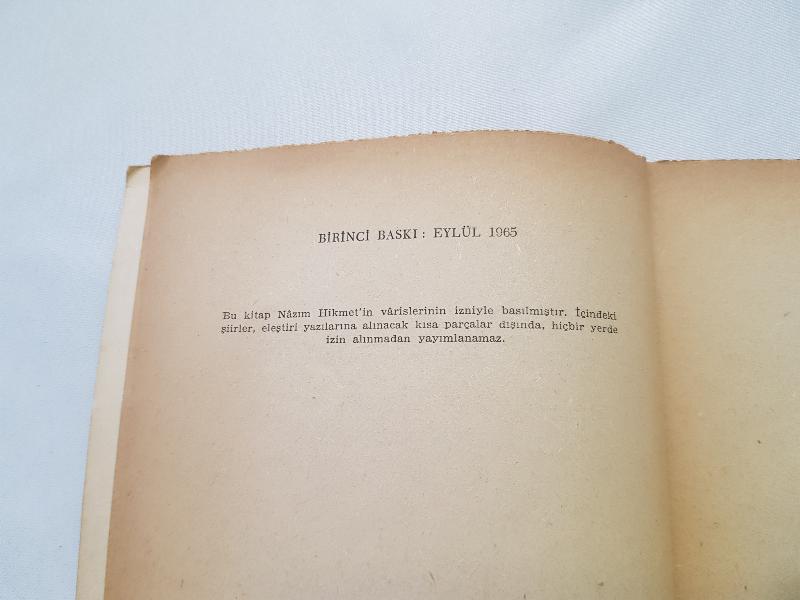 BİRİNCİ BASKI: EYLÜL 1965
Bu kitap Nâzım Hikmet'in vârislerinin izniyle basılmıştır. İçindeki
şiirler, eleştiri yazılarına alınacak kısa parçalar dışında, hiçbir yerde
izin alınmadan yayımlanamaz.